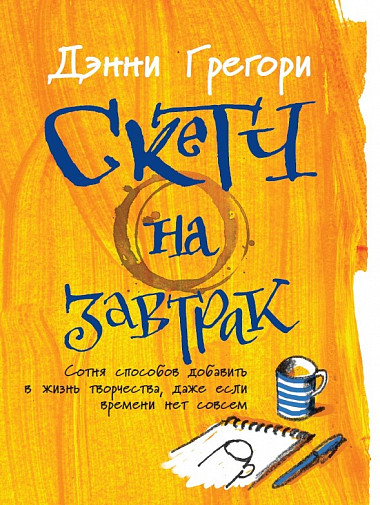 Дэнни Грегори
Скетч
на
завтрак
Сотня способов добавить
в жизнь творчества, даже если
времени нет совсем